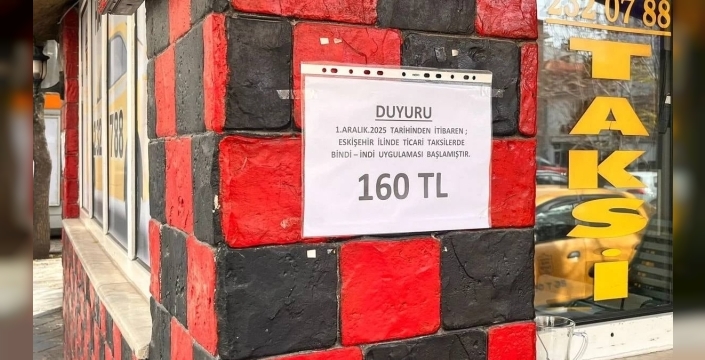 232 07 88
TAKSİ
DUYURU
1.ARALIK.2025 TARİHİNDEN İTİBAREN ;
ESKİŞEHİR İLİNDE TİCARİ TAKSİLERDE
BİNDİ – İNDİ UYGULAMASI BAŞLAMIŞTIR.
160 TL
788